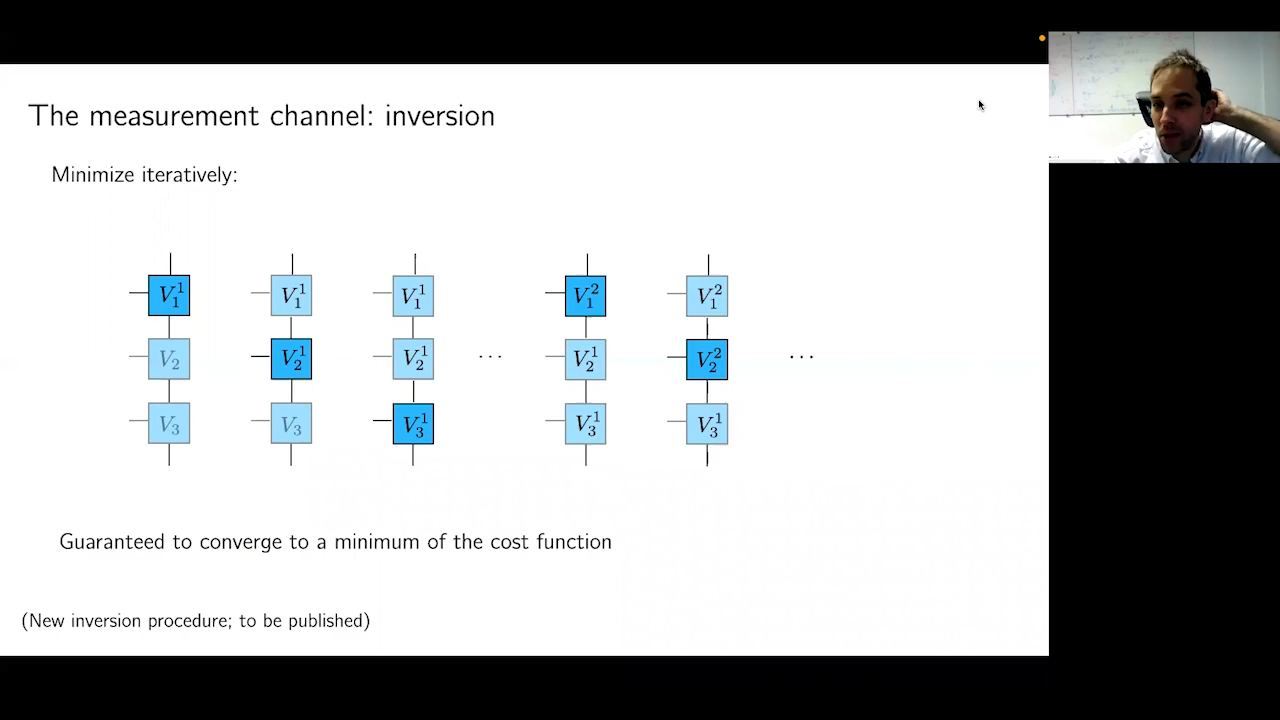 The measurement channel: inversion
Minimize iteratively:
V₁¹ V₁¹ V₁¹ V₁² V₁²
V₂ V₂¹ V₂¹ ··· V₂¹ V₂² ···
V₃ V₃ V₃¹ V₃¹ V₃¹
Guaranteed to converge to a minimum of the cost function
(New inversion procedure; to be published)